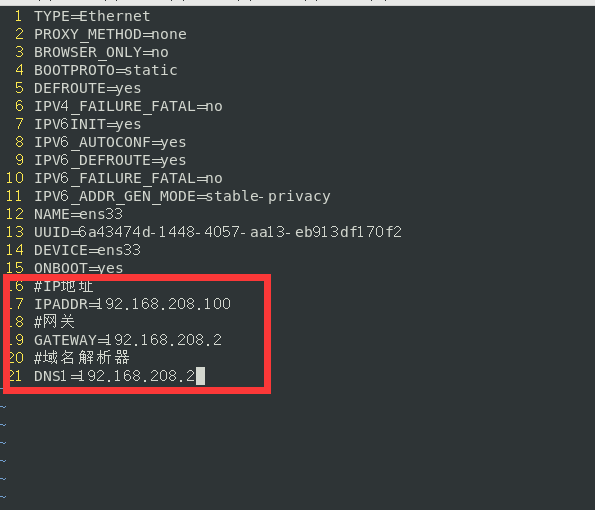 1 TYPE=Ethernet
2 PROXY_METHOD=none
3 BROWSER_ONLY=no
4 BOOTPROTO=static
5 DEFROUTE=yes
6 IPV4_FAILURE_FATAL=no
7 IPV6INIT=yes
8 IPV6_AUTOCONF=yes
9 IPV6_DEFROUTE=yes
10 IPV6_FAILURE_FATAL=no
11 IPV6_ADDR_GEN_MODE=stable-privacy
12 NAME=ens33
13 UUID=6a43474d-1448-4057-aa13-eb913df170f2
14 DEVICE=ens33
15 ONBOOT=yes
16 #IP地址
17 IPADDR=192.168.208.100
18 #网关
19 GATEWAY=192.168.208.2
20 #域名解析器
21 DNS1=192.168.208.2
~
~
~
~
~
~